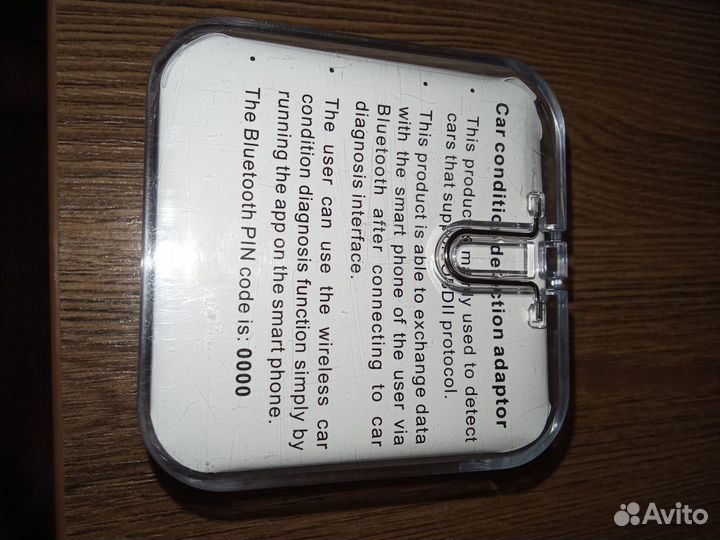 Car condition detection adaptor
• This product is m ly used to detect
cars that sup DII protocol.
• This product is able to exchange data
with the smart phone of the user via
Bluetooth after connecting to car
diagnosis interface.
• The user can use the wireless car
condition diagnosis function simply by
running the app on the smart phone.
• The Bluetooth PIN code is: 0000
Avito